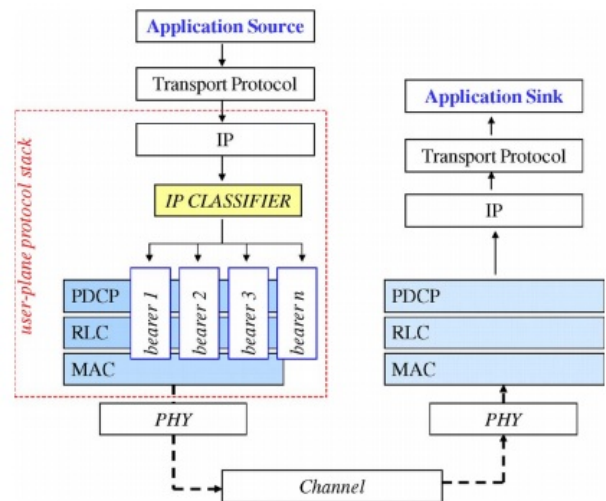 Application Source
Transport Protocol
IP
IP CLASSIFIER
user-plane protocol stack
PDCP
RLC
MAC
bearer 1
bearer 2
bearer 3
bearer n
PHY
Channel
Application Sink
Transport Protocol
IP
PDCP
RLC
MAC
PHY